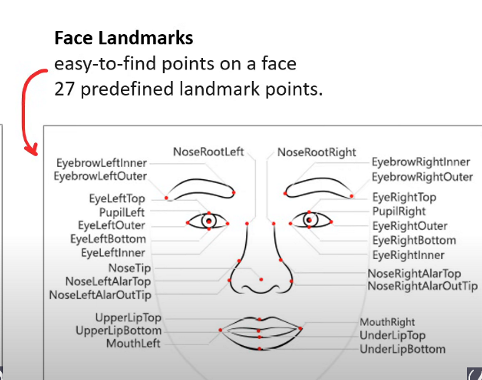 Face Landmarks
easy-to-find points on a face
27 predefined landmark points.
NoseRootLeft
NoseRootRight
EyebrowLeftInner
EyebrowLeftOuter
EyeLeftTop
PupilLeft
EyeLeftOuter
EyeLeftBottom
EyeLeftInner
NoseTip
NoseLeftAlarTop
NoseLeftAlarOutTip
UpperLipTop
UpperLipBottom
MouthLeft
EyebrowRightInner
EyebrowRightOuter
EyeRightTop
PupilRight
EyeRightOuter
EyeRightBottom
EyeRightInner
NoseRightAlarTop
NoseRightAlarOutTip
MouthRight
UnderLipTop
UnderLipBottom